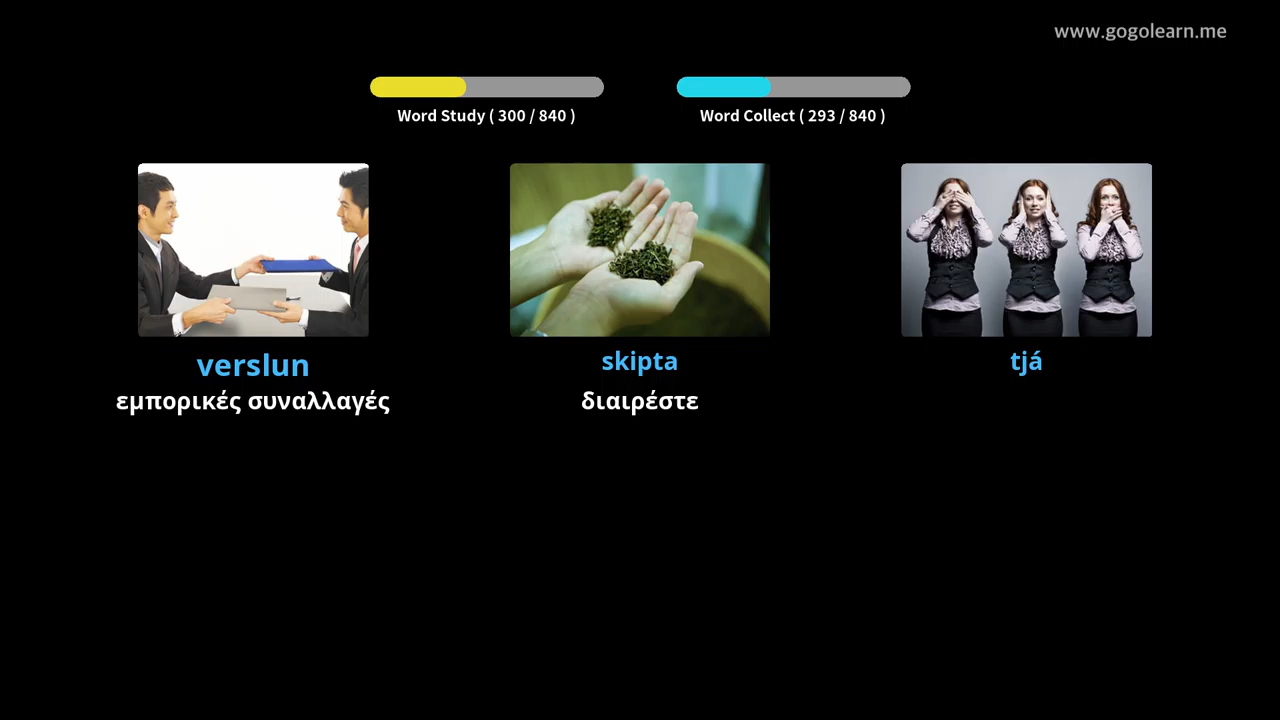 www.gogolearn.me
Word Study ( 300 / 840 )
Word Collect ( 293 / 840 )
verslun
εμπορικές συναλλαγές
skipta
διαιρέστε
tjá